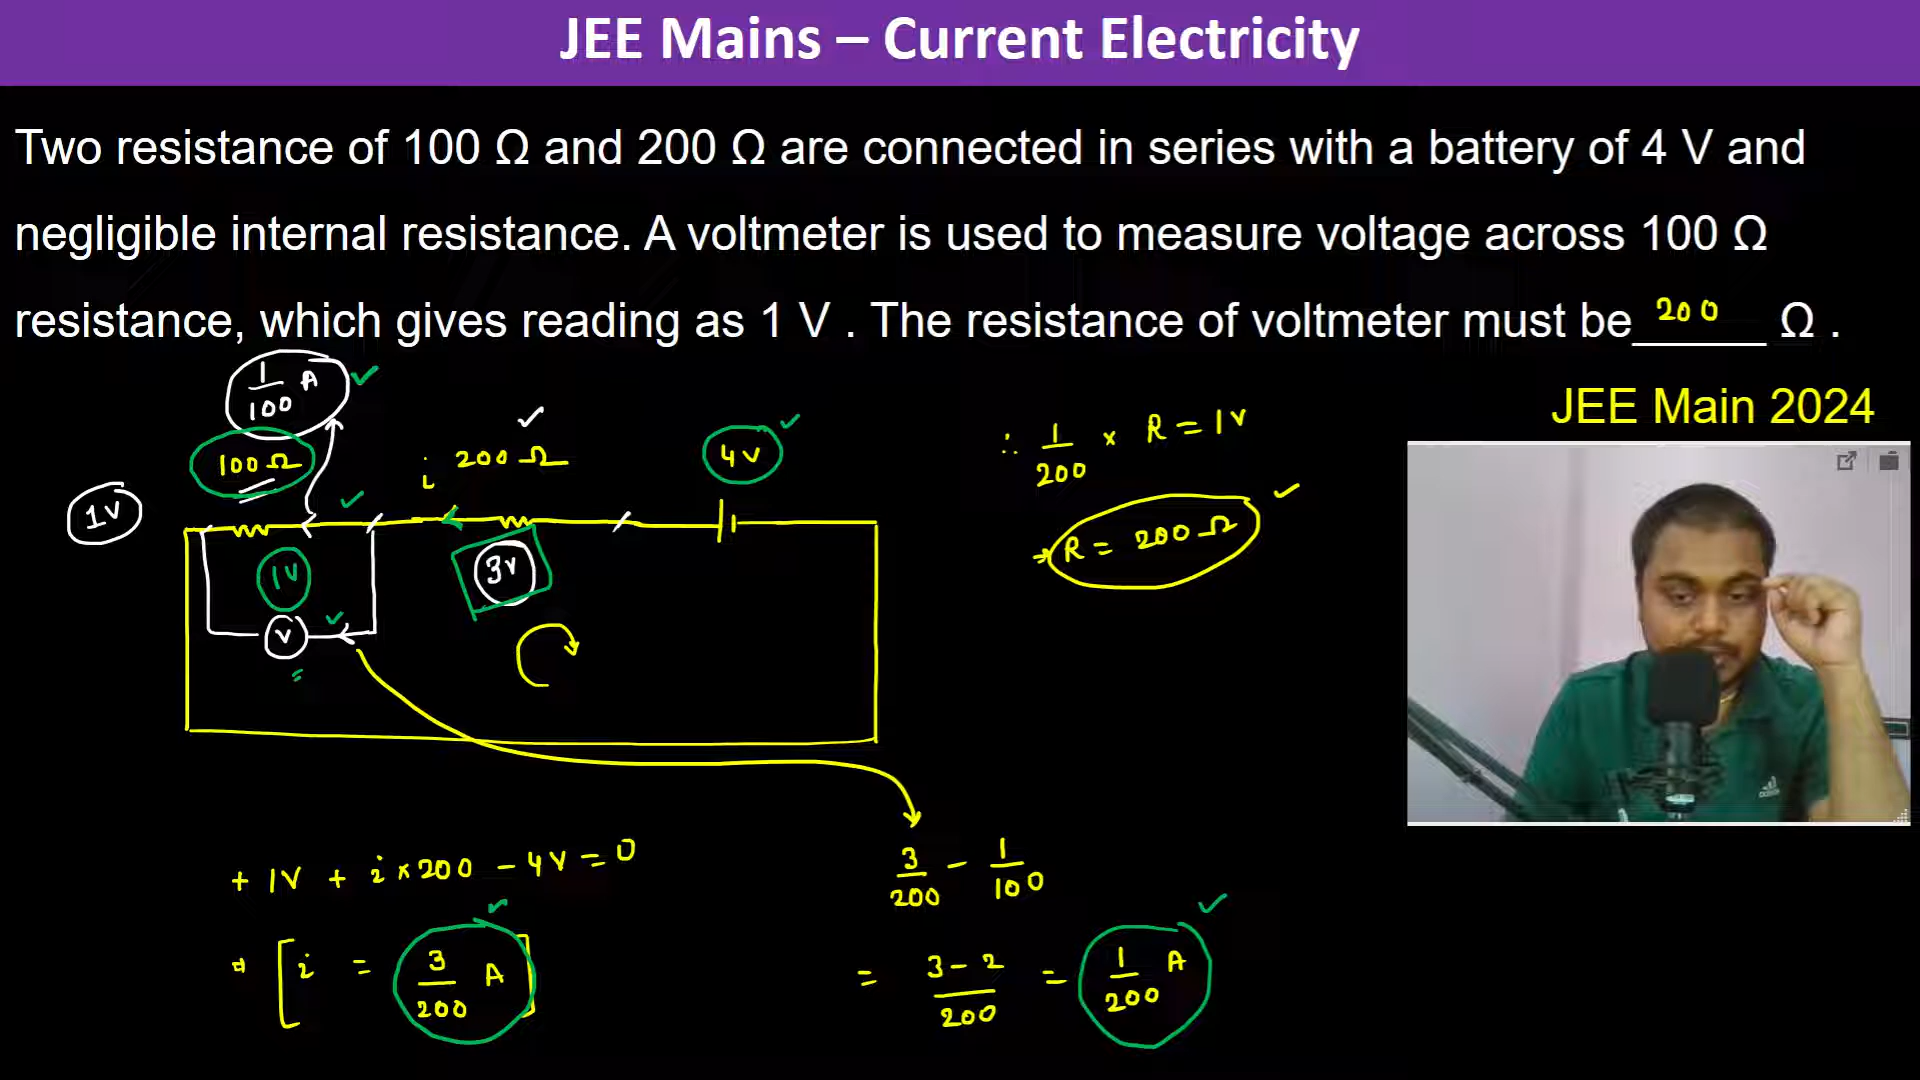 JEE Mains – Current Electricity
Two resistance of 100 Ω and 200 Ω are connected in series with a battery of 4 V and
negligible internal resistance. A voltmeter is used to measure voltage across 100 Ω
resistance, which gives reading as 1 V . The resistance of voltmeter must be 200 Ω .
JEE Main 2024
1/100 A ✓
100 Ω
i 200 Ω ✓
4V ✓
1V
✓
1V
3V
V ✓
=
∴ 1/200 × R = 1V
⇒ R = 200 Ω ✓
+ 1V + i × 200 − 4V = 0
⇒ [ i = 3/200 A ] ✓
3/200 − 1/100
= 3 − 2/200 = 1/200 A ✓
adidas